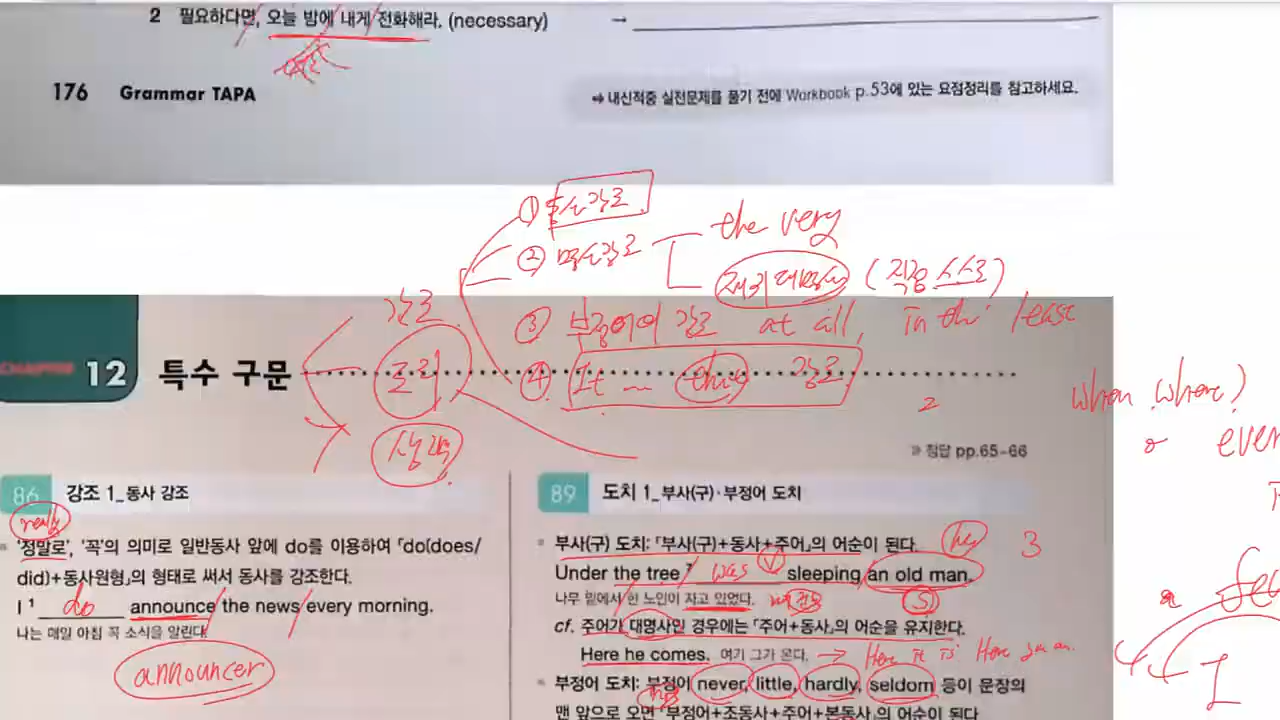 2 필요하다면, 오늘 밤에 내게 전화해라. (necessary) →
176 Grammar TAPA
➾ 내신적중 실전문제를 풀기 전에 Workbook p.53에 있는 요점정리를 참고하세요.
① 동사강조
② 명사강조
the very
재귀대명사 (직접 스스로)
③ 부정어의 강조 at all, in the least
④ It … that 강조
강조
도치
생략
CHAPTER 12 특수 구문
2
when, where)
정답 pp.65-66
86 강조 1_동사 강조
really
'정말로', '꼭'의 의미로 일반동사 앞에 do를 이용하여 「do(does/
did)+동사원형」의 형태로 써서 동사를 강조한다.
I ¹ do announce the news every morning.
나는 매일 아침 꼭 소식을 알린다.
announcer
89 도치 1_부사(구)·부정어 도치
부사(구) 도치: 「부사(구)+동사+주어」의 어순이 된다. he 3
Under the tree ² was sleeping an old man. V
나무 밑에서 한 노인이 자고 있었다. S
cf. 주어가 대명사인 경우에는 「주어+동사」의 어순을 유지한다.
Here he comes. 여기 그가 온다. → Here it is
부정어 도치: 부정어 never, little, hardly, seldom 등이 문장의
맨 앞으로 오면 「부정어+조동사+주어+본동사」의 어순이 된다
I